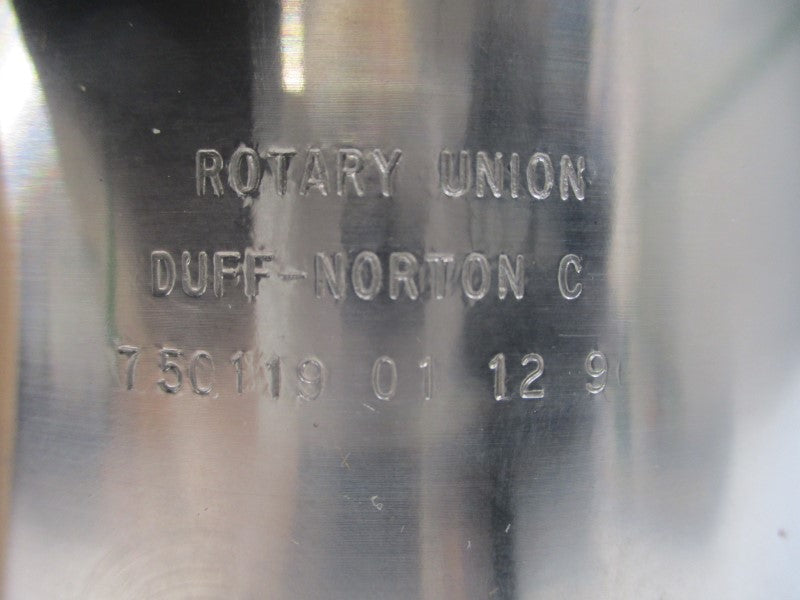 ROTARY UNION
DUFF-NORTON C
750119 01 12